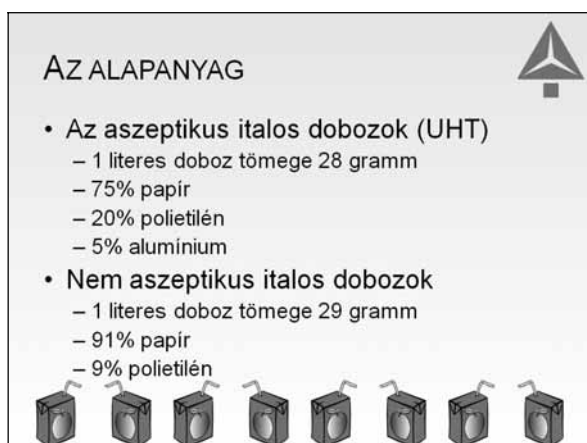 AZ ALAPANYAG
• Az aszeptikus italos dobozok (UHT)
– 1 literes doboz tömege 28 gramm
– 75% papír
– 20% polietilén
– 5% alumínium
• Nem aszeptikus italos dobozok
– 1 literes doboz tömege 29 gramm
– 91% papír
– 9% polietilén